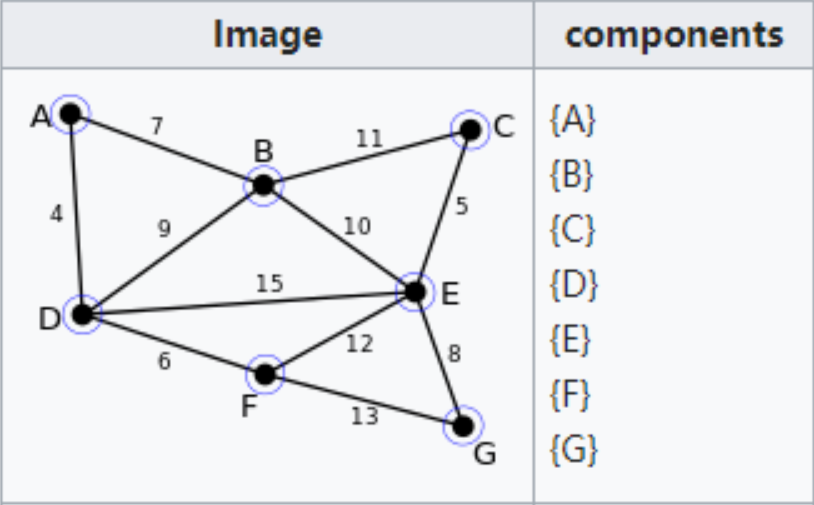 Image
components
A
7
B
11
C
4
9
10
5
D
15
E
6
12
8
F
13
G
{A}
{B}
{C}
{D}
{E}
{F}
{G}